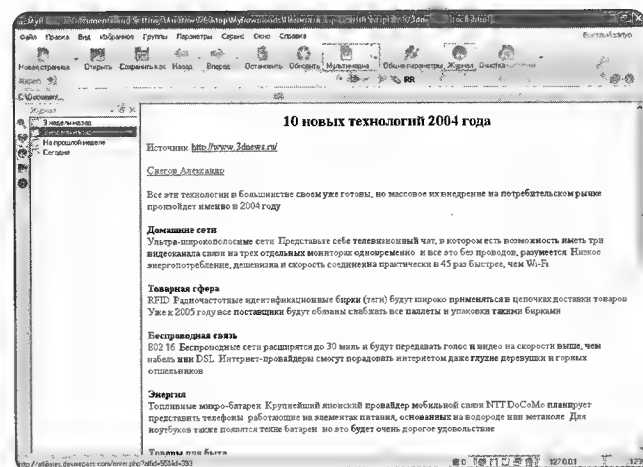 Файл Правка Вид Избранное Группы Параметры Сервис Окно Справка
Новая страница Открыть Сохранить как Назад Вперед Остановить Обновить Мультимедиа Общие параметры Журнал Очистка
RR
C:\Document
Журнал
3 недели назад
На прошлой неделе
Сегодня
10 новых технологий 2004 года
Источник http://www.3dnews.ru/
Снегов Александр
Все эти технологии в большинстве своем уже готовы, но массовое их внедрение на потребительском рынке
произойдет именно в 2004 году
Домашние сети
Ультра-широкополосные сети Представьте себе телевизионный чат, в котором есть возможность иметь три
видеоканала связи на трех отдельных мониторах одновременно и все это без проводов, разумеется Низкое
энергопотребление, дешевизна и скорость соединения практически в 45 раз быстрее, чем Wi-Fi
Товарная сфера
RFID Радиочастотные идентификационные бирки (теги) будут широко применяться в цепочках доставки товаров
Уже к 2005 году все поставщики будут обязаны снабжать все паллеты и упаковки такими бирками
Беспроводная связь
802 16 Беспроводные сети расширятся до 30 миль и будут передавать голос и видео на скорости выше, чем
кабель или DSL Интернет-провайдеры смогут порадовать интернетом даже глухие деревушки и горных
отшельников
Энергия
Топливные микро-батареи Крупнейший японский провайдер мобильной связи NTT DoCoMo планирует
представить телефоны работающие на элементах питания, основанных на водороде или метаноле Для
ноутбуков также появятся такие батареи но это будет очень дорогое удовольствие
Товары для быта